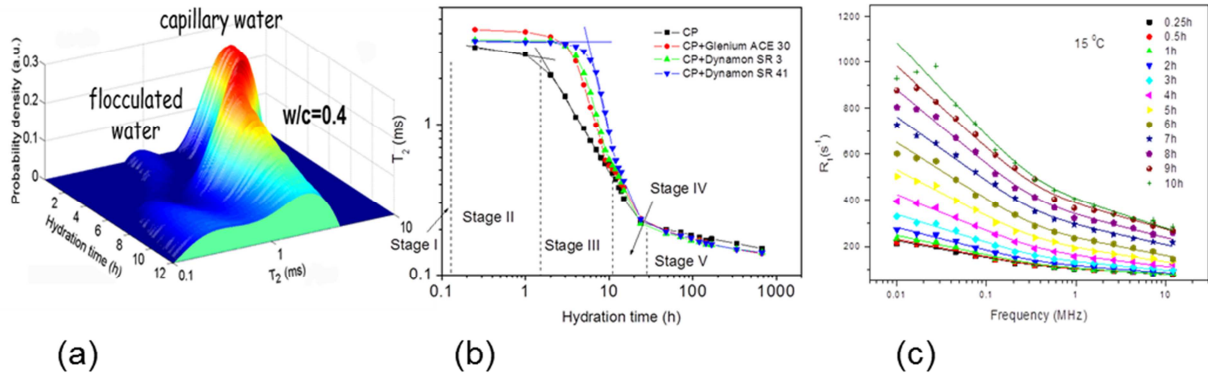 capillary water
flocculated
water
w/c=0.4
Probability density (a.u.)
0.3
0.2
0.1
0
2
4
6
8
10
12
Hydration time (h)
0.1
1
10
T2 (ms)
(a)
T2 (ms)
1
0.1
CP
CP+Glenium ACE 30
CP+Dynamon SR 3
CP+Dynamon SR 41
Stage I
Stage II
Stage III
Stage IV
Stage V
0.1
1
10
100
1000
Hydration time (h)
(b)
R1(s-1)
1200
1000
800
600
400
200
15 °C
0.25h
0.5h
1h
2h
3h
4h
5h
6h
7h
8h
9h
10h
0.01
0.1
1
10
Frequency (MHz)
(c)